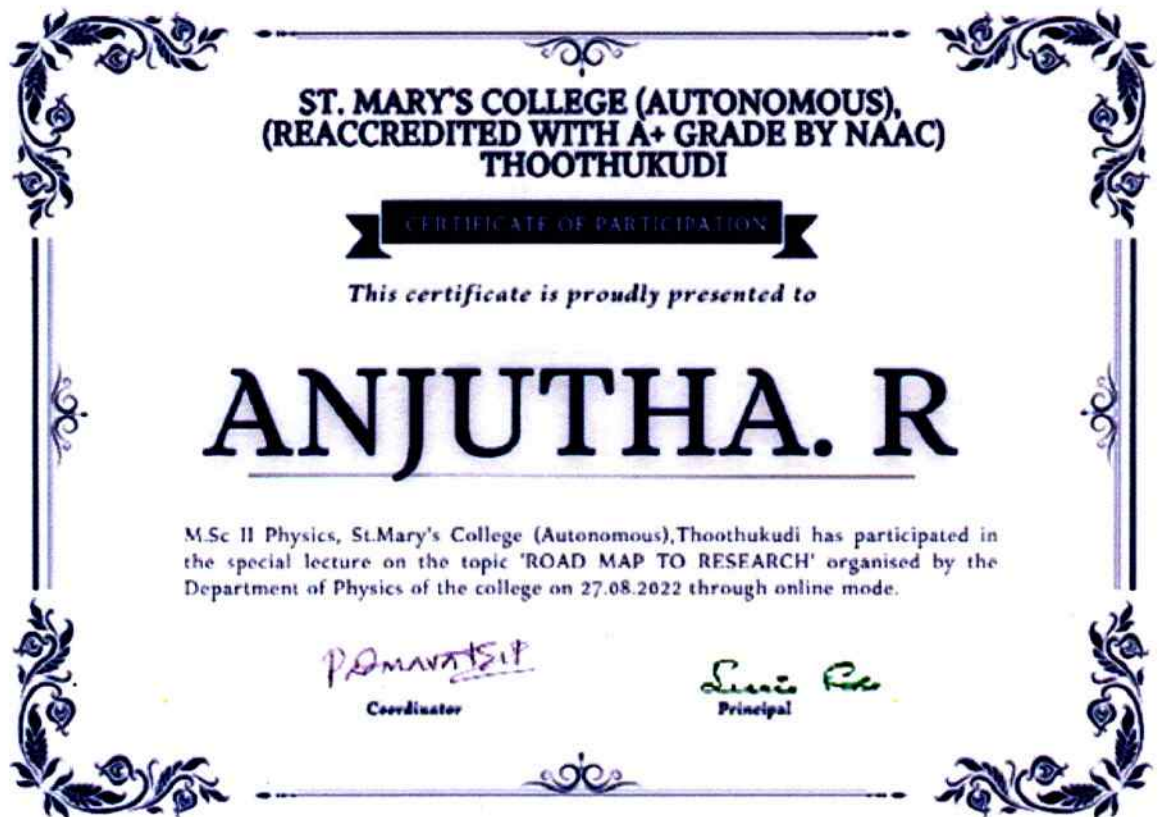 ST. MARY'S COLLEGE (AUTONOMOUS),
(REACCREDITED WITH A+ GRADE BY NAAC)
THOOTHUKUDI
CERTIFICATE OF PARTICIPATION
This certificate is proudly presented to
ANJUTHA. R
M.Sc II Physics, St.Mary's College (Autonomous),Thoothukudi has participated in
the special lecture on the topic 'ROAD MAP TO RESEARCH' organised by the
Department of Physics of the college on 27.08.2022 through online mode.
Coordinator
Principal